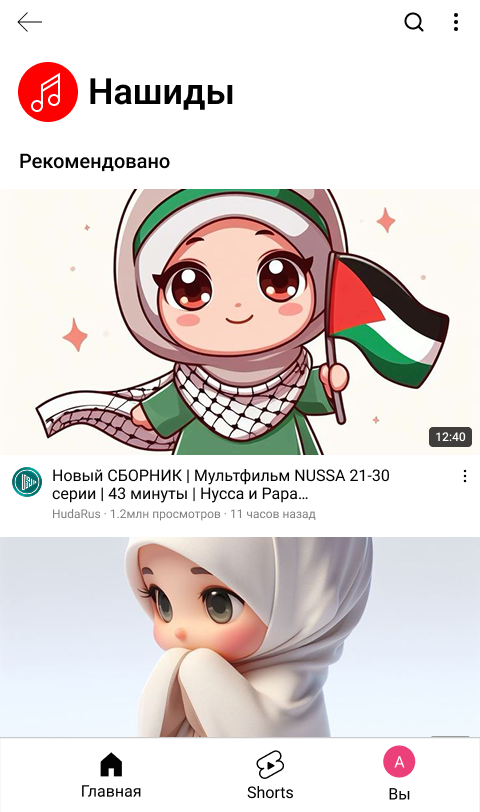 Нашиды
Рекомендовано
12:40
Новый СБОРНИК | Мультфильм NUSSA 21-30
серии | 43 минуты | Нусса и Рара...
HudaRus · 1.2млн просмотров · 11 часов назад
Главная
Shorts
A
Вы